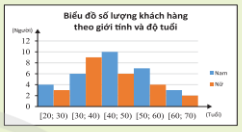 Biểu đồ số lượng khách hàng
theo giới tính và độ tuổi
(Người)
12
10
8
6
4
2
0
[20; 30) [30; 40) [40; 50) [50; 60) [60; 70) (Tuổi)
Nam
Nữ